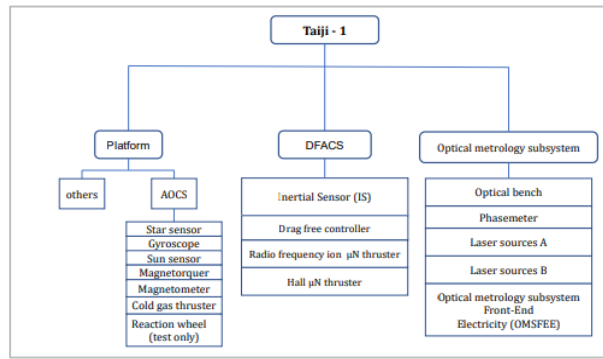 Taiji - 1
Platform
DFACS
Optical metrology subsystem
others
AOCS
Star sensor
Gyroscope
Sun sensor
Magnetorquer
Magnetometer
Cold gas thruster
Reaction wheel
(test only)
Inertial Sensor (IS)
Drag free controller
Radio frequency ion μN thruster
Hall μN thruster
Optical bench
Phasemeter
Laser sources A
Laser sources B
Optical metrology subsystem
Front-End
Electricity (OMSFEE)